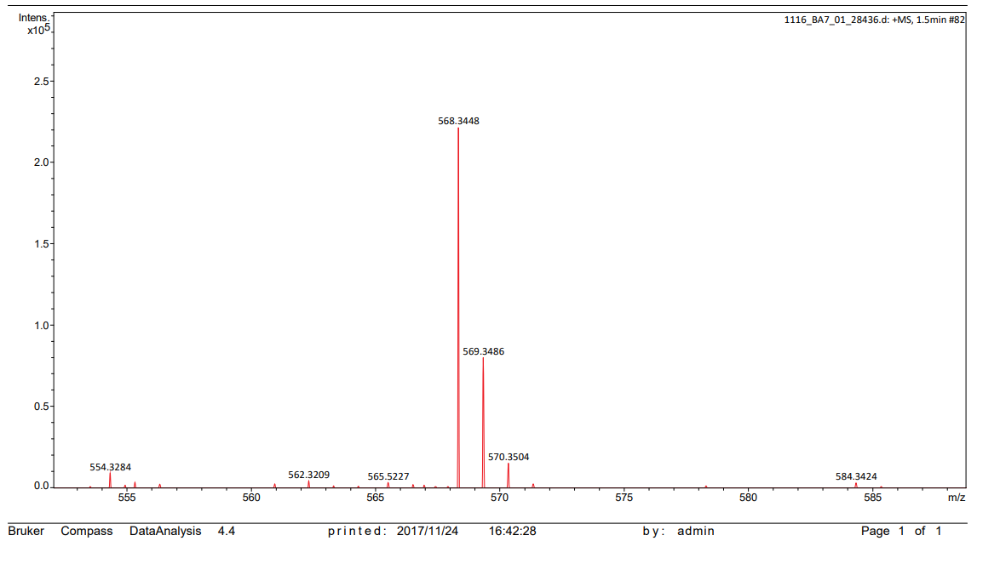 Intens.
x10⁵
1116_BA7_01_28436.d: +MS, 1.5min #82
2.5
2.0
1.5
1.0
0.5
0.0
568.3448
569.3486
570.3504
554.3284
562.3209
565.5227
584.3424
555 560 565 570 575 580 585 m/z
Bruker Compass DataAnalysis 4.4 printed: 2017/11/24 16:42:28 by: admin Page 1 of 1